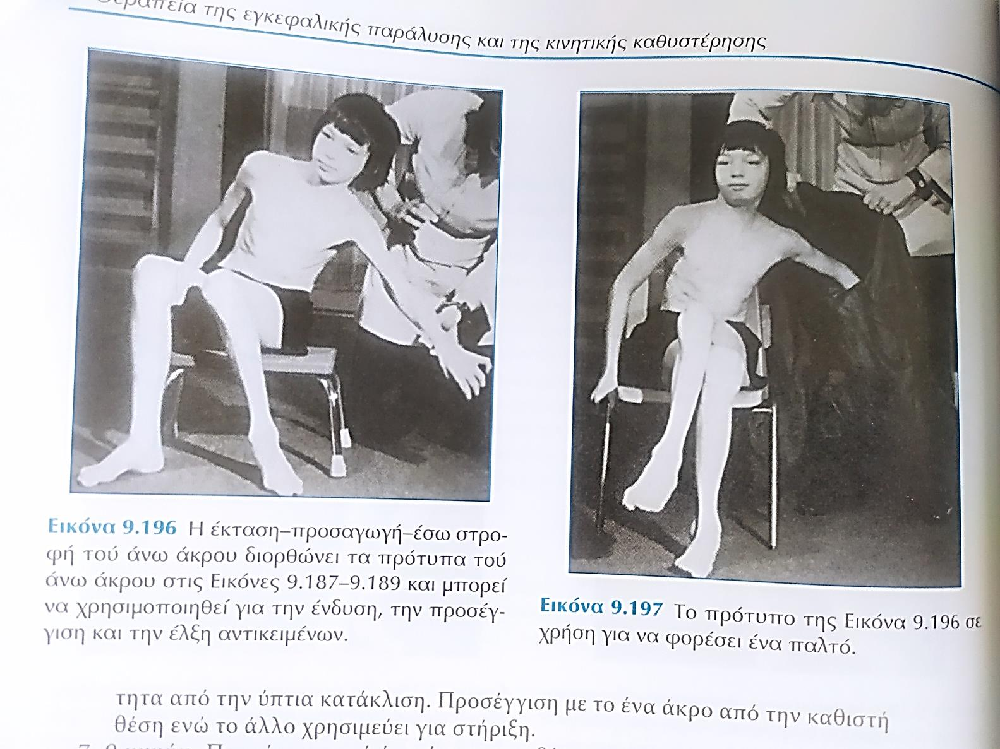 της εγκεφαλικής παράλυσης και της κινητικής καθυστέρησης
Εικόνα 9.196 Η έκταση–προσαγωγή–έσω στρο-
φή τού άνω άκρου διορθώνει τα πρότυπα τού
άνω άκρου στις Εικόνες 9.187–9.189 και μπορεί
να χρησιμοποιηθεί για την ένδυση, την προσέγ-
γιση και την έλξη αντικειμένων.
Εικόνα 9.197 Το πρότυπο της Εικόνα 9.196 σε
χρήση για να φορέσει ένα παλτό.
τητα από την ύπτια κατάκλιση. Προσέγγιση με το ένα άκρο από την καθιστή
θέση ενώ το άλλο χρησιμεύει για στήριξη.